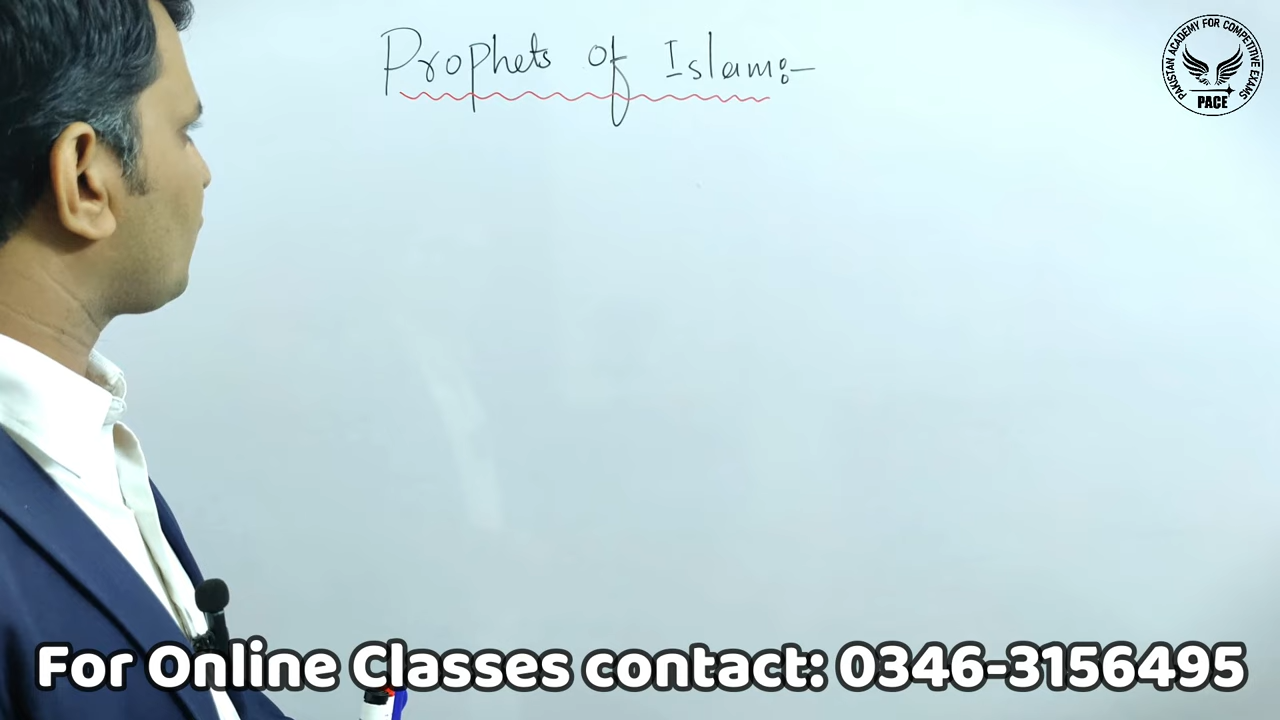 Prophets of Islam:-
PAKISTAN ACADEMY FOR COMPETITIVE EXAMS
PACE
For Online Classes contact: 0346-3156495